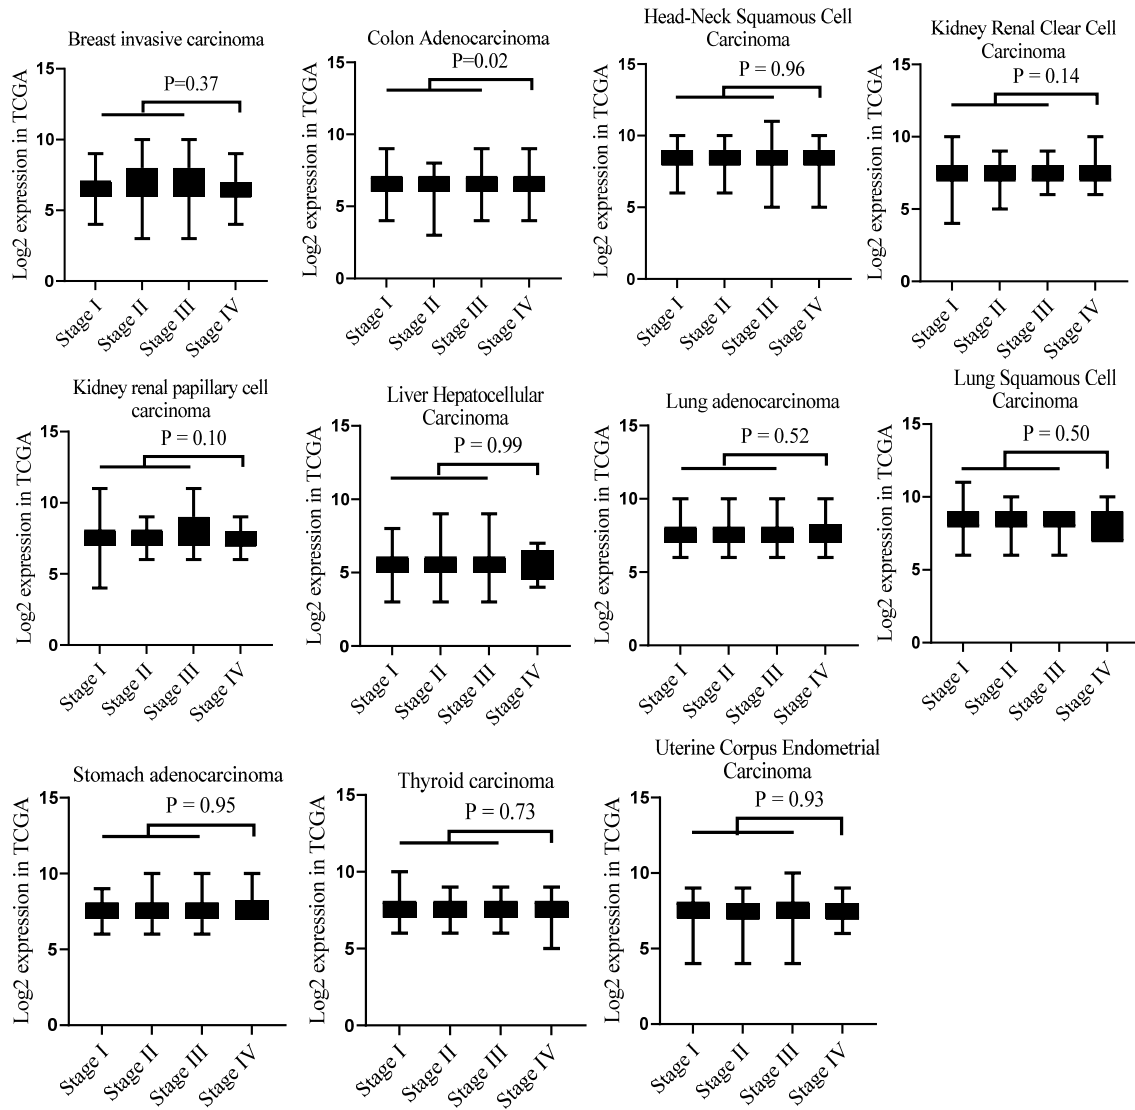 Breast invasive carcinoma
P=0.37
Log2 expression in TCGA
15
10
5
0
Stage I
Stage II
Stage III
Stage IV
Colon Adenocarcinoma
P=0.02
Log2 expression in TCGA
15
10
5
0
Stage I
Stage II
Stage III
Stage IV
Head-Neck Squamous Cell
Carcinoma
P = 0.96
Log2 expression in TCGA
15
10
5
0
Stage I
Stage II
Stage III
Stage IV
Kidney Renal Clear Cell
Carcinoma
P = 0.14
Log2 expression in TCGA
15
10
5
0
Stage I
Stage II
Stage III
Stage IV
Kidney renal papillary cell
carcinoma
P = 0.10
Log2 expression in TCGA
15
10
5
0
Stage I
Stage II
Stage III
Stage IV
Liver Hepatocellular
Carcinoma
P = 0.99
Log2 expression in TCGA
15
10
5
0
Stage I
Stage II
Stage III
Stage IV
Lung adenocarcinoma
P = 0.52
Log2 expression in TCGA
15
10
5
0
Stage I
Stage II
Stage III
Stage IV
Lung Squamous Cell
Carcinoma
P = 0.50
Log2 expression in TCGA
15
10
5
0
Stage I
Stage II
Stage III
Stage IV
Stomach adenocarcinoma
P = 0.95
Log2 expression in TCGA
15
10
5
0
Stage I
Stage II
Stage III
Stage IV
Thyroid carcinoma
P = 0.73
Log2 expression in TCGA
15
10
5
0
Stage I
Stage II
Stage III
Stage IV
Uterine Corpus Endometrial
Carcinoma
P = 0.93
Log2 expression in TCGA
15
10
5
0
Stage I
Stage II
Stage III
Stage IV